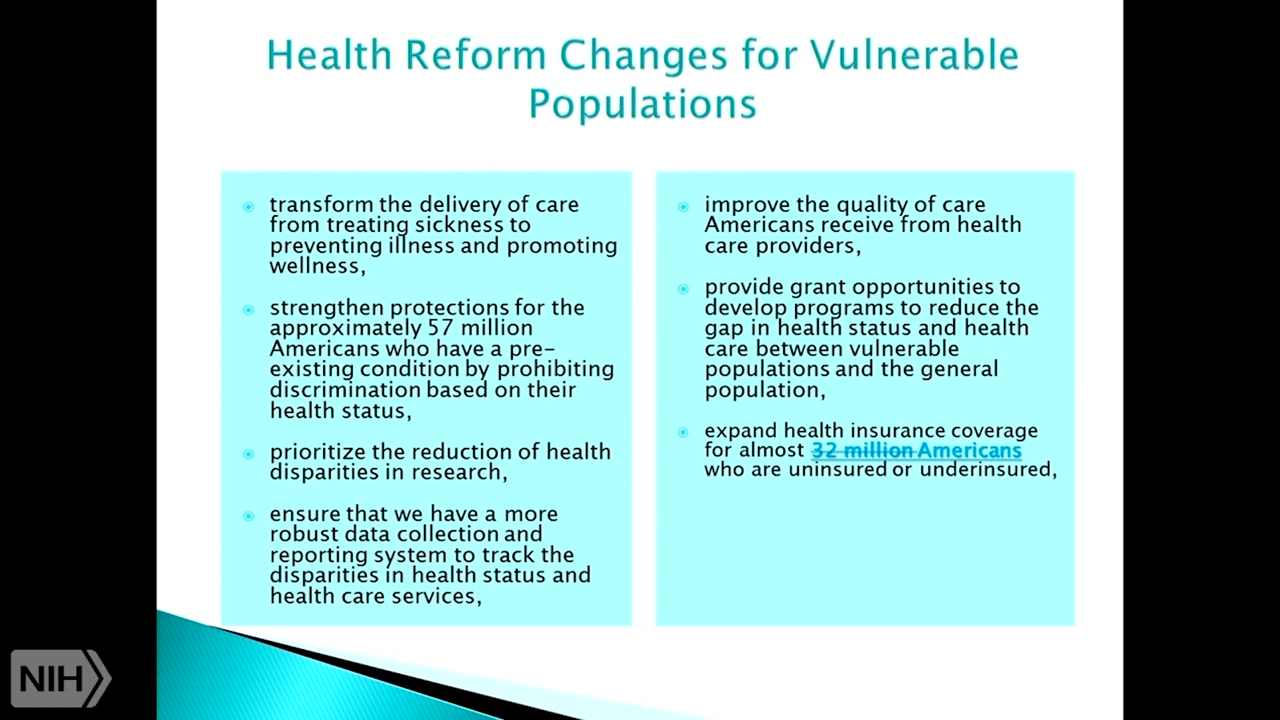 Health Reform Changes for Vulnerable
Populations
transform the delivery of care
from treating sickness to
preventing illness and promoting
wellness,
strengthen protections for the
approximately 57 million
Americans who have a pre-
existing condition by prohibiting
discrimination based on their
health status,
prioritize the reduction of health
disparities in research,
ensure that we have a more
robust data collection and
reporting system to track the
disparities in health status and
health care services,
improve the quality of care
Americans receive from health
care providers,
provide grant opportunities to
develop programs to reduce the
gap in health status and health
care between vulnerable
populations and the general
population,
expand health insurance coverage
for almost 32 million Americans
who are uninsured or underinsured,
NIH